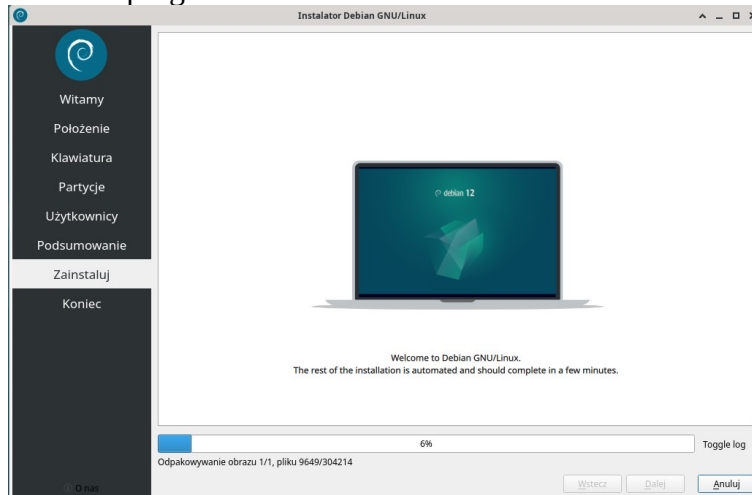 Instalator Debian GNU/Linux
Witamy
Położenie
Klawiatura
Partycje
Użytkownicy
Podsumowanie
Zainstaluj
Koniec
debian 12
Welcome to Debian GNU/Linux.
The rest of the installation is automated and should complete in a few minutes.
6%
Toggle log
Odpakowywanie obrazu 1/1, pliku 9649/304214
O nas
Wstecz
Dalej
Anuluj